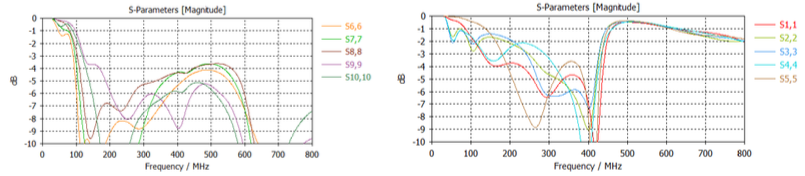 S-Parameters [Magnitude]
0
-1
-2
-3
-4
-5
-6
-7
-8
-9
-10
dB
0 100 200 300 400 500 600 700 800
Frequency / MHz
S6,6
S7,7
S8,8
S9,9
S10,10
S-Parameters [Magnitude]
0
-1
-2
-3
-4
-5
-6
-7
-8
-9
-10
dB
0 100 200 300 400 500 600 700 800
Frequency / MHz
S1,1
S2,2
S3,3
S4,4
S5,5